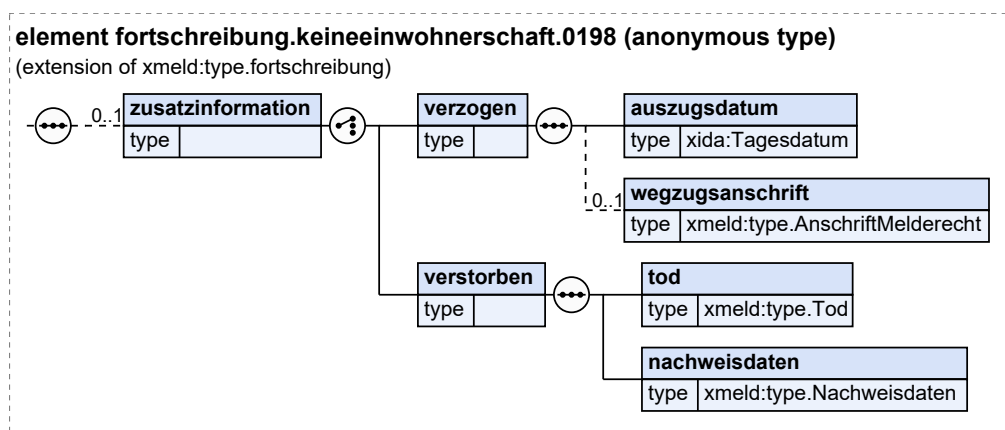 element fortschreibung.keineeinwohnerschaft.0198 (anonymous type)
(extension of xmeld:type.fortschreibung)
0..1
zusatzinformation
type
verzogen
type
auszugsdatum
type xida:Tagesdatum
0..1
wegzugsanschrift
type xmeld:type.AnschriftMelderecht
verstorben
type
tod
type xmeld:type.Tod
nachweisdaten
type xmeld:type.Nachweisdaten